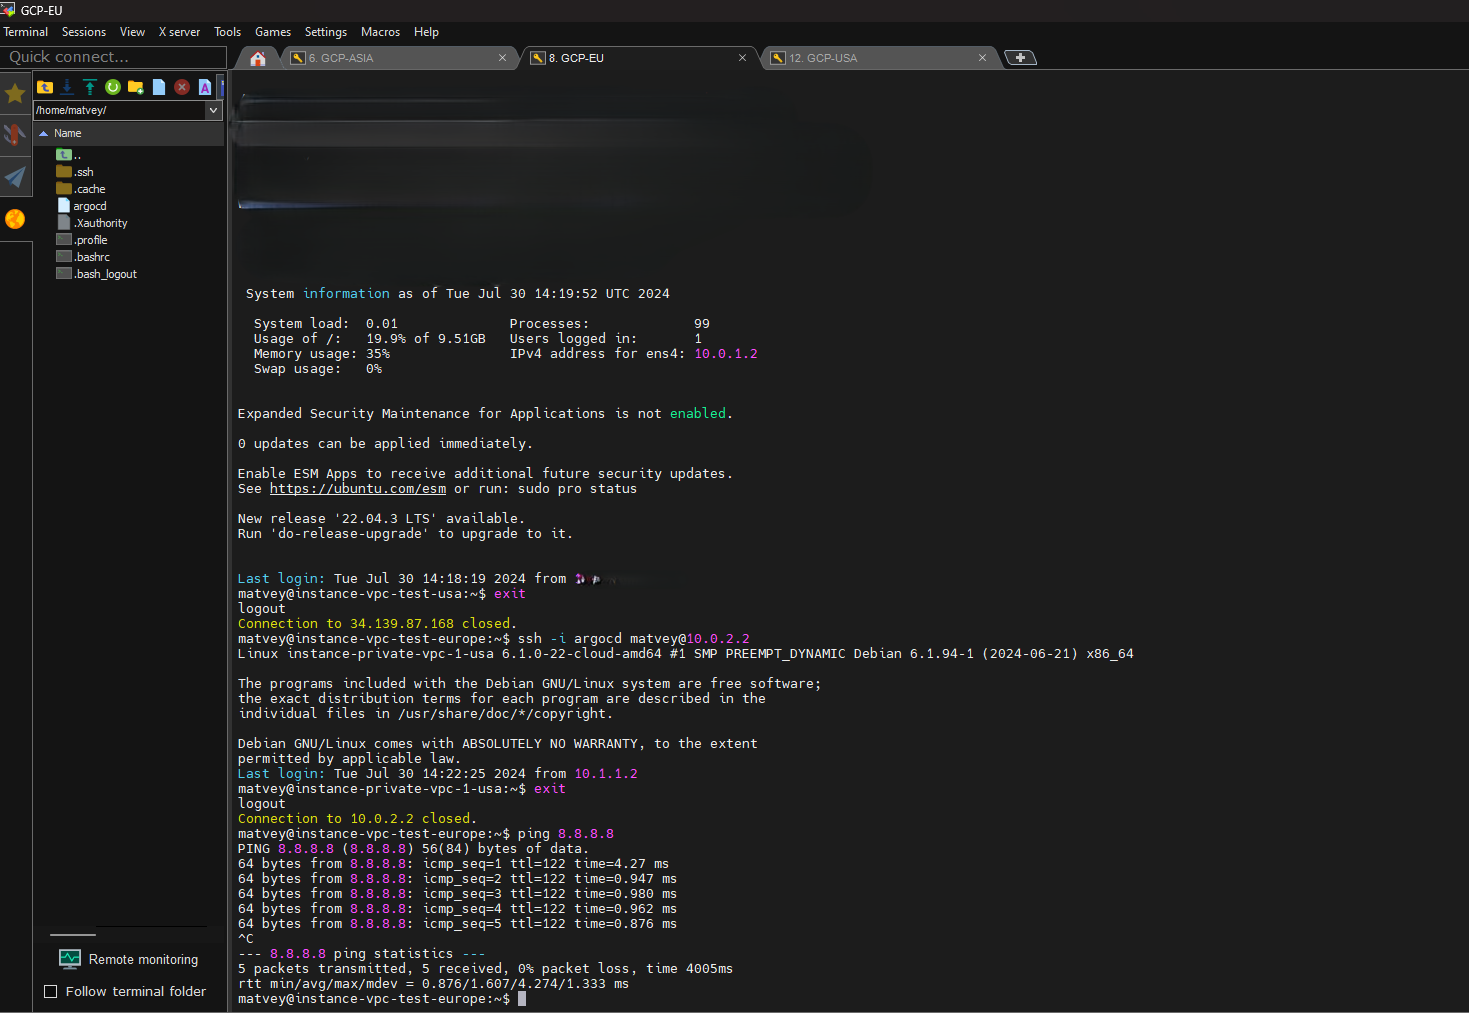 GCP-EU
Terminal Sessions View X server Tools Games Settings Macros Help
Quick connect...
6. GCP-ASIA
8. GCP-EU
12. GCP-USA
/home/matvey/
Name
..
.ssh
.cache
argocd
.Xauthority
.profile
.bashrc
.bash_logout
Remote monitoring
Follow terminal folder
System information as of Tue Jul 30 14:19:52 UTC 2024
System load: 0.01 Processes: 99
Usage of /: 19.9% of 9.51GB Users logged in: 1
Memory usage: 35% IPv4 address for ens4: 10.0.1.2
Swap usage: 0%
Expanded Security Maintenance for Applications is not enabled.
0 updates can be applied immediately.
Enable ESM Apps to receive additional future security updates.
See https://ubuntu.com/esm or run: sudo pro status
New release '22.04.3 LTS' available.
Run 'do-release-upgrade' to upgrade to it.
Last login: Tue Jul 30 14:18:19 2024 from
matvey@instance-vpc-test-usa:~$ exit
logout
Connection to 34.139.87.168 closed.
matvey@instance-vpc-test-europe:~$ ssh -i argocd matvey@10.0.2.2
Linux instance-private-vpc-1-usa 6.1.0-22-cloud-amd64 #1 SMP PREEMPT_DYNAMIC Debian 6.1.94-1 (2024-06-21) x86_64
The programs included with the Debian GNU/Linux system are free software;
the exact distribution terms for each program are described in the
individual files in /usr/share/doc/*/copyright.
Debian GNU/Linux comes with ABSOLUTELY NO WARRANTY, to the extent
permitted by applicable law.
Last login: Tue Jul 30 14:22:25 2024 from 10.1.1.2
matvey@instance-private-vpc-1-usa:~$ exit
logout
Connection to 10.0.2.2 closed.
matvey@instance-vpc-test-europe:~$ ping 8.8.8.8
PING 8.8.8.8 (8.8.8.8) 56(84) bytes of data.
64 bytes from 8.8.8.8: icmp_seq=1 ttl=122 time=4.27 ms
64 bytes from 8.8.8.8: icmp_seq=2 ttl=122 time=0.947 ms
64 bytes from 8.8.8.8: icmp_seq=3 ttl=122 time=0.980 ms
64 bytes from 8.8.8.8: icmp_seq=4 ttl=122 time=0.962 ms
64 bytes from 8.8.8.8: icmp_seq=5 ttl=122 time=0.876 ms
^C
--- 8.8.8.8 ping statistics ---
5 packets transmitted, 5 received, 0% packet loss, time 4005ms
rtt min/avg/max/mdev = 0.876/1.607/4.274/1.333 ms
matvey@instance-vpc-test-europe:~$